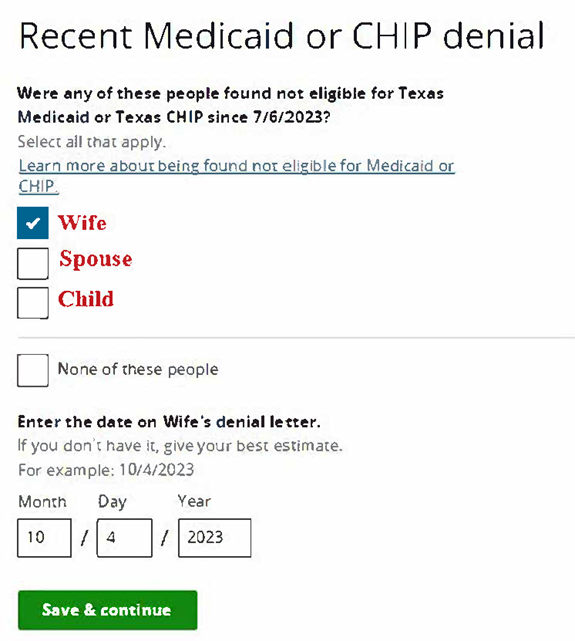 Recent Medicaid or CHIP denial
Were any of these people found not eligible for Texas
Medicaid or Texas CHIP since 7/6/2023?
Select all that apply.
Learn more about being found not eligible for Medicaid or
CHIP.
Wife
Spouse
Child
None of these people
Enter the date on Wife's denial letter.
If you don't have it, give your best estimate.
For example: 10/4/2023
Month Day Year
10 / 4 / 2023
Save & continue